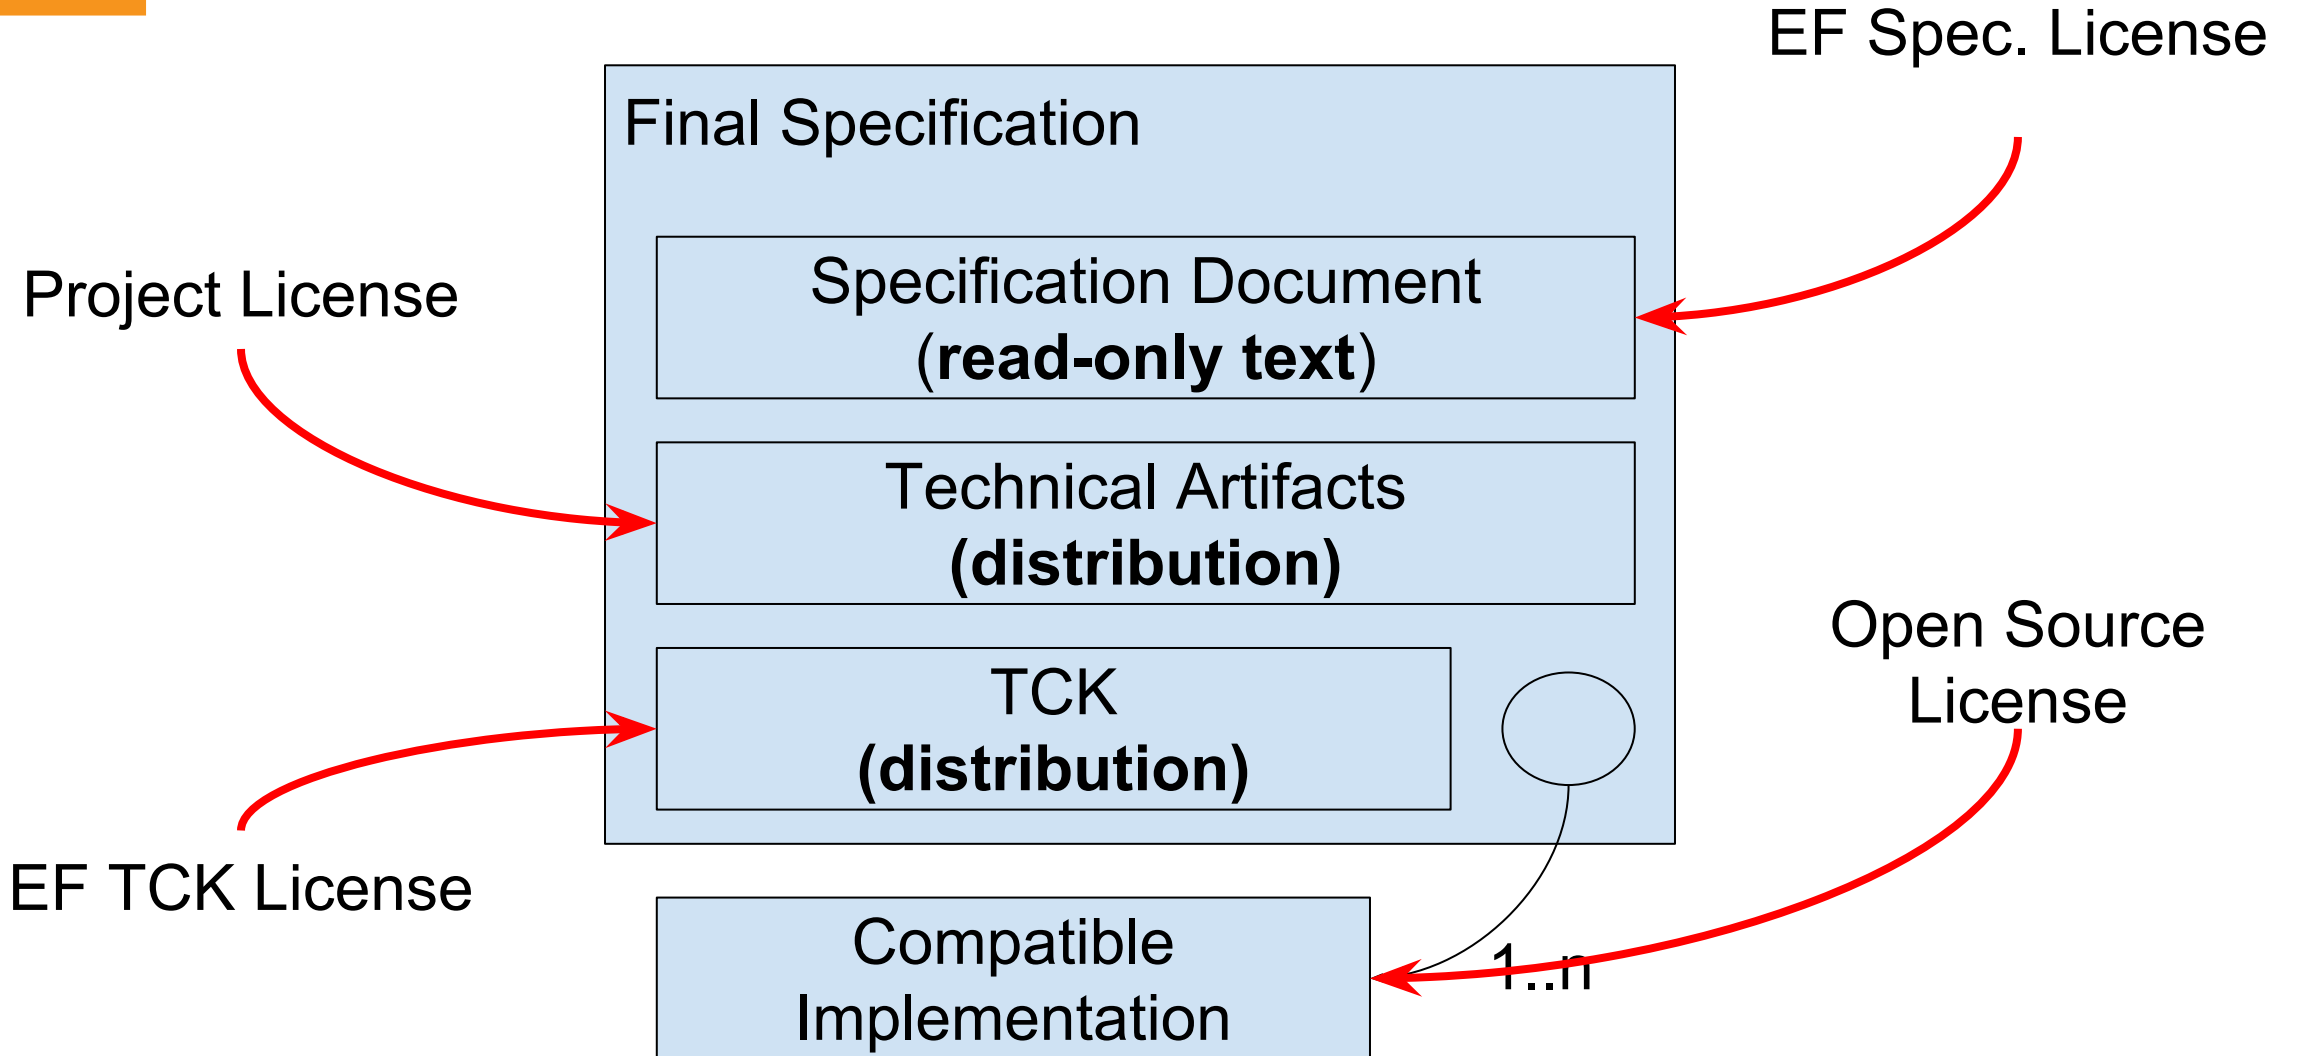 EF Spec. License
Final Specification
Specification Document
(read-only text)
Project License
Technical Artifacts
(distribution)
TCK
(distribution)
Open Source
License
EF TCK License
Compatible
Implementation
1..n